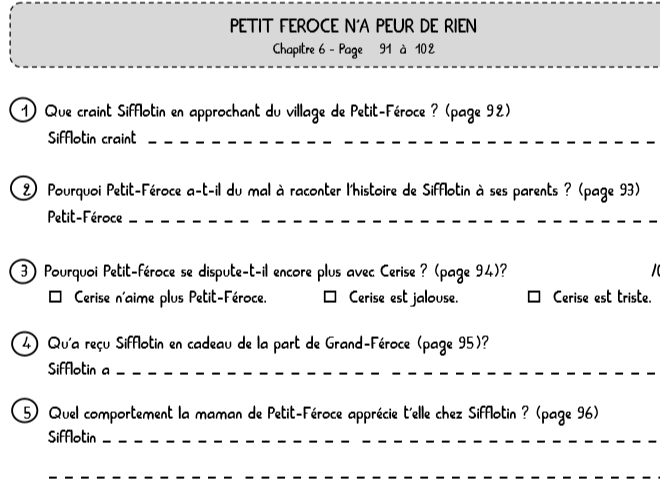 PETIT FEROCE N'A PEUR DE RIEN
Chapitre 6 - Page 91 à 102
1 Que craint Sifflotin en approchant du village de Petit-Féroce ? (page 92)
Sifflotin craint
2 Pourquoi Petit-Féroce a-t-il du mal à raconter l'histoire de Sifflotin à ses parents ? (page 93)
Petit-Féroce
3 Pourquoi Petit-Féroce se dispute-t-il encore plus avec Cerise ? (page 94)?
Cerise n'aime plus Petit-Féroce. Cerise est jalouse. Cerise est triste.
4 Qu'a reçu Sifflotin en cadeau de la part de Grand-Féroce (page 95)?
Sifflotin a
5 Quel comportement la maman de Petit-Féroce apprécie t'elle chez Sifflotin ? (page 96)
Sifflotin